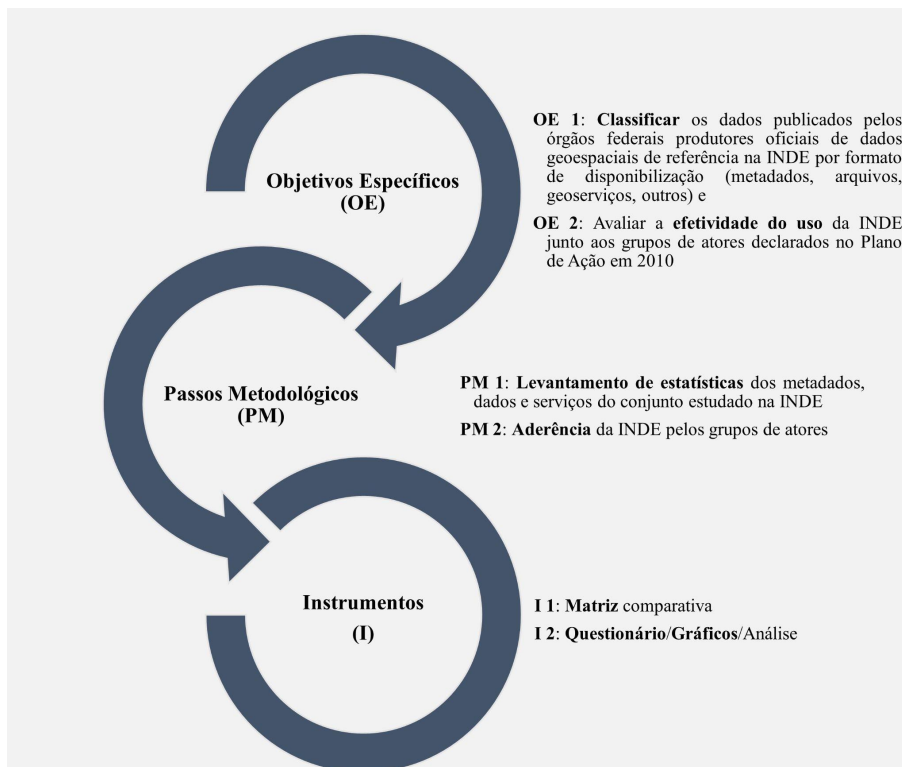 Objetivos Específicos
(OE)
OE 1: Classificar os dados publicados pelos
órgãos federais produtores oficiais de dados
geoespaciais de referência na INDE por formato
de disponibilização (metadados, arquivos,
geoserviços, outros) e
OE 2: Avaliar a efetividade do uso da INDE
junto aos grupos de atores declarados no Plano
de Ação em 2010
Passos Metodológicos
(PM)
PM 1: Levantamento de estatísticas dos metadados,
dados e serviços do conjunto estudado na INDE
PM 2: Aderência da INDE pelos grupos de atores
Instrumentos
(I)
I 1: Matriz comparativa
I 2: Questionário/Gráficos/Análise